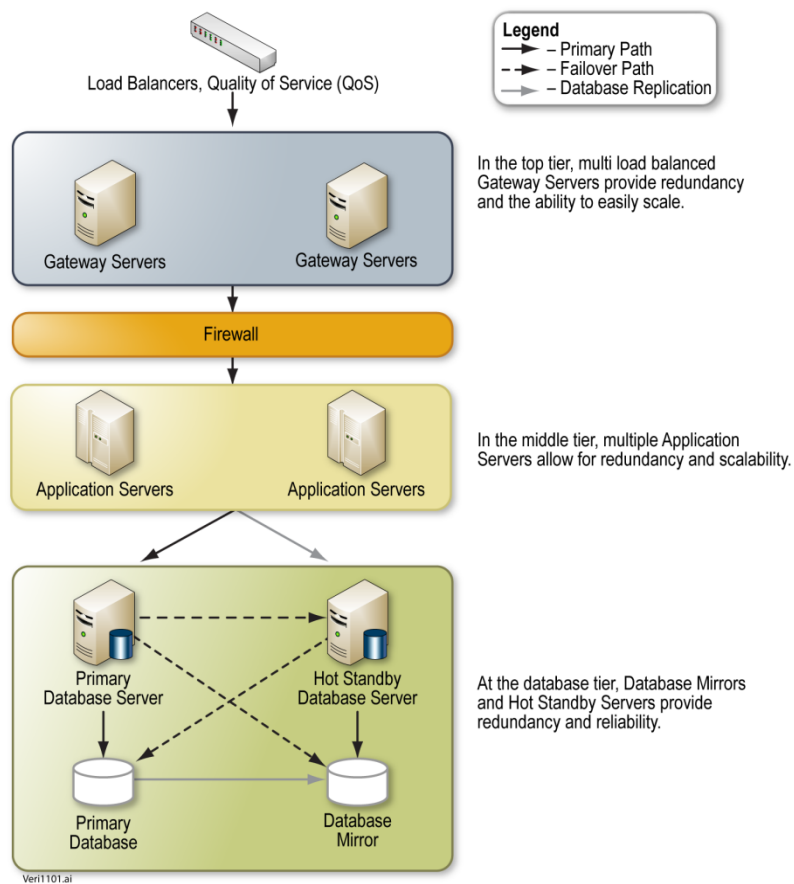 Legend
– Primary Path
– Failover Path
– Database Replication
Load Balancers, Quality of Service (QoS)
Gateway Servers
Gateway Servers
In the top tier, multi load balanced
Gateway Servers provide redundancy
and the ability to easily scale.
Firewall
Application Servers
Application Servers
In the middle tier, multiple Application
Servers allow for redundancy and scalability.
Primary
Database Server
Hot Standby
Database Server
At the database tier, Database Mirrors
and Hot Standby Servers provide
redundancy and reliability.
Primary
Database
Database
Mirror
Veri1101.ai